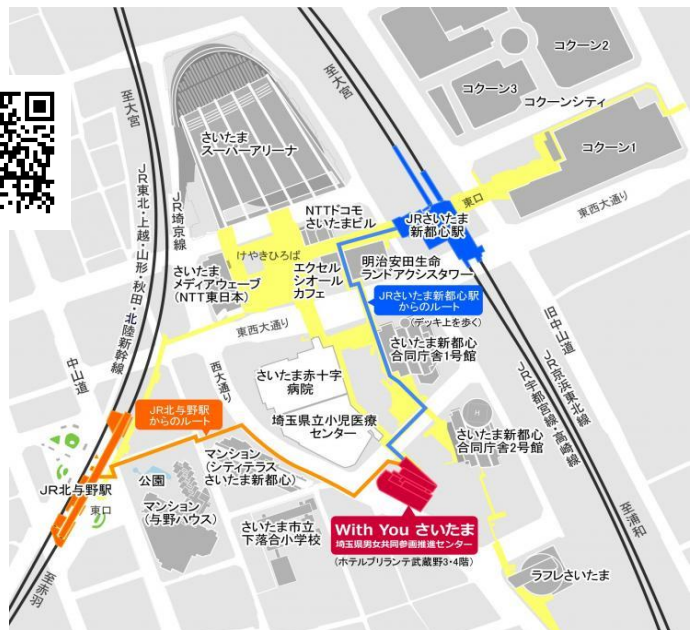 コクーン2
コクーン3
コクーンシティ
コクーン1
至大宮
至大宮
さいたま
スーパーアリーナ
JR東北・上越・山形・秋田・北陸新幹線
JR埼京線
NTTドコモ
さいたまビル
JRさいたま
新都心駅
東口
東西大通り
けやきひろば
さいたま
メディアウェーブ
(NTT東日本)
エクセル
シオール
カフェ
明治安田生命
ランドアクシスタワー
JRさいたま新都心駅
からのルート
(デッキ上を歩く)
東西大通り
さいたま新都心
合同庁舎1号館
旧中山道
JR京浜東北線
JR宇都宮線・高崎線
中山道
西大通り
さいたま赤十字
病院
埼玉県立小児医療
センター
JR北与野駅
からのルート
さいたま新都心
合同庁舎2号館
H
JR北与野駅
東口
公園
マンション
(シティテラス
さいたま新都心)
マンション
(与野ハウス)
さいたま市立
下落合小学校
With You さいたま
埼玉県男女共同参画推進センター
(ホテルブリランテ武蔵野3・4階)
至浦和
ラフレさいたま
至赤羽